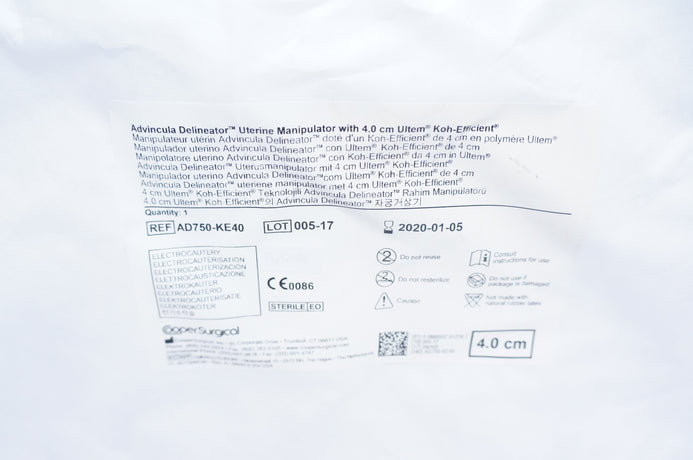 Advincula Delineator™ Uterine Manipulator with 4.0 cm Ultem® Koh-Efficient®
Manipulateur utérin Advincula Delineator™ doté d'un Koh-Efficient® de 4 cm en polymère Ultem®
Manipulador uterino Advincula Delineator™ con Ultem® Koh-Efficient® de 4 cm
Manipolatore uterino Advincula Delineator™ con Koh-Efficient® da 4 cm in Ultem®
Advincula Delineator™ Uterusmanipulator mit 4 cm Ultem® Koh-Efficient®
Manipulador uterino Advincula Delineator™ com Ultem® Koh-Efficient® de 4 cm
Advincula Delineator™ uteriene manipulator met 4 cm Ultem® Koh-Efficient®
4 cm Ultem® Koh-Efficient® Teknolojili Advincula Delineator™ Rahim Manipülatörü
4.0 cm Ultem® Koh-Efficient®의 Advincula Delineator™ 자궁거상기
Quantity: 1
REF AD750-KE40 LOT 005-17 2020-01-05
ELECTROCAUTERY
ELECTROCAUTERISATION
ELECTROCAUTERIZACIÓN
ELETTROCAUSTICAZIONE
ELEKTROKAUTER
ELECTROCAUTÉRIO
ELEKTROCAUTERISATIE
ELEKTROKOTER
CE0086
STERILE EO
2 Do not reuse
Consult instructions for use
Do not resterilize
Do not use if package is damaged
Caution
Not made with natural rubber latex
CooperSurgical
4.0 cm